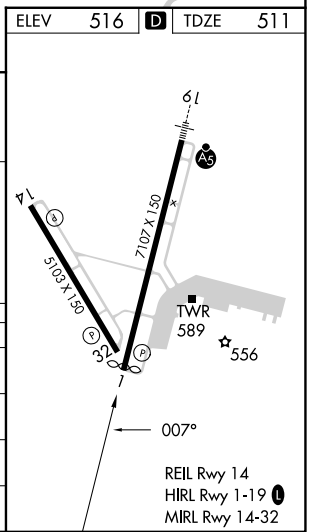 ELEV 516 D TDZE 511
19
A5
14
P
7107 X 150
5103 X 150
TWR
589
P
32
P
556
1
007°
REIL Rwy 14
HIRL Rwy 1-19 L
MIRL Rwy 14-32